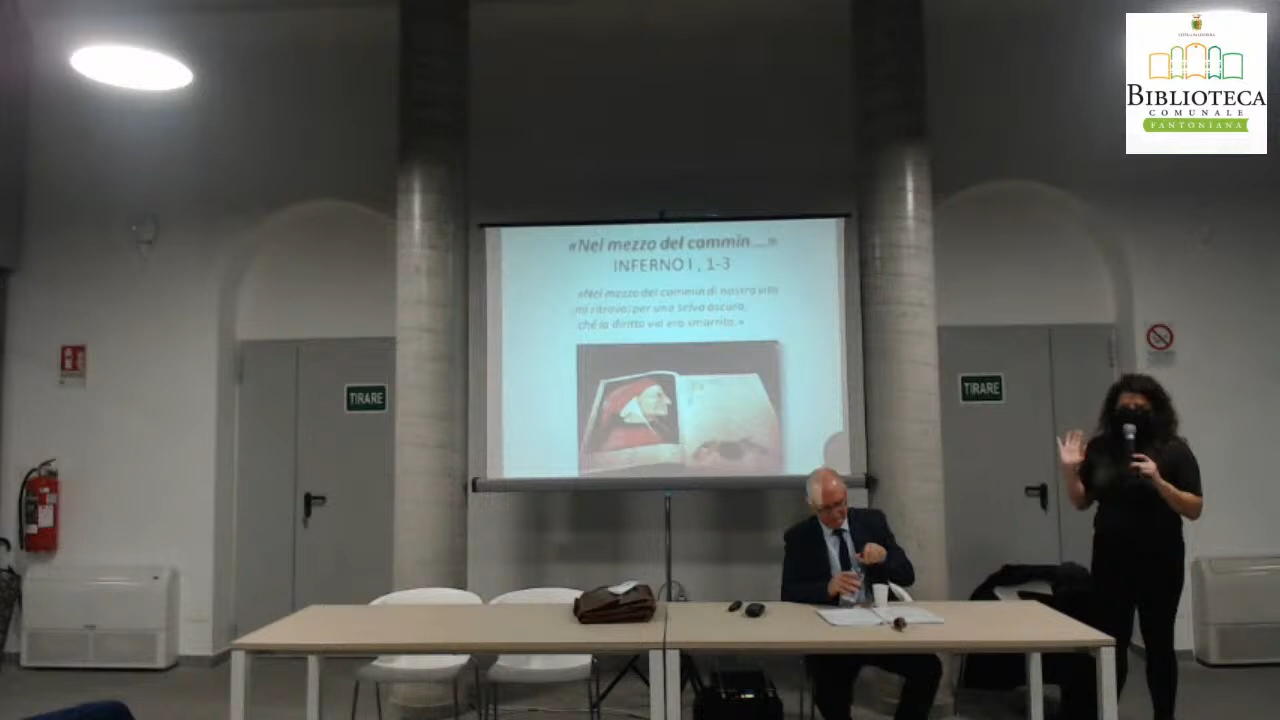 BIBLIOTECA
COMUNALE
FANTONIANA
«Nel mezzo del cammin....»
INFERNO I , 1-3
«Nel mezzo del cammin di nostra vita
mi ritrovai per una selva oscura,
ché la diritta via era smarrita.»
TIRARE
TIRARE